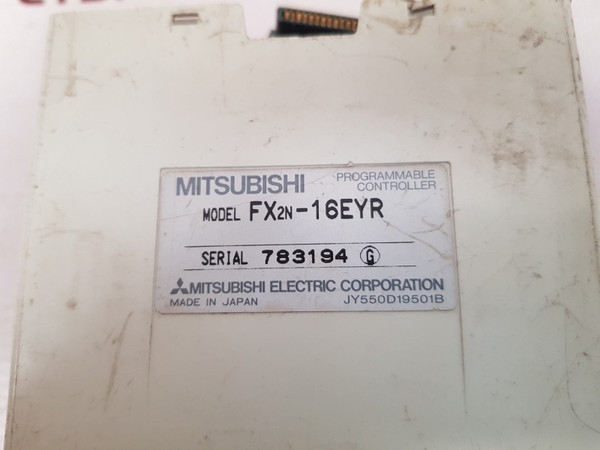 MITSUBISHI
PROGRAMMABLE
CONTROLLER
MODEL FX2N-16EYR
SERIAL 783194 G
MITSUBISHI ELECTRIC CORPORATION
MADE IN JAPAN JY550D19501B